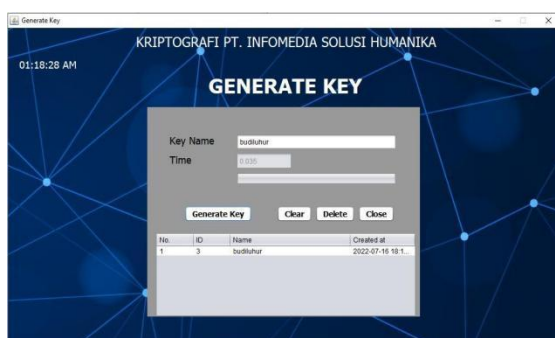 Generate Key
KRIPTOGRAFI PT. INFOMEDIA SOLUSI HUMANIKA
01:18:28 AM
GENERATE KEY
Key Name budiluhur
Time 0.035
Generate Key Clear Delete Close
No. ID Name Created at
1 3 budiluhur 2022-07-16 18:1...